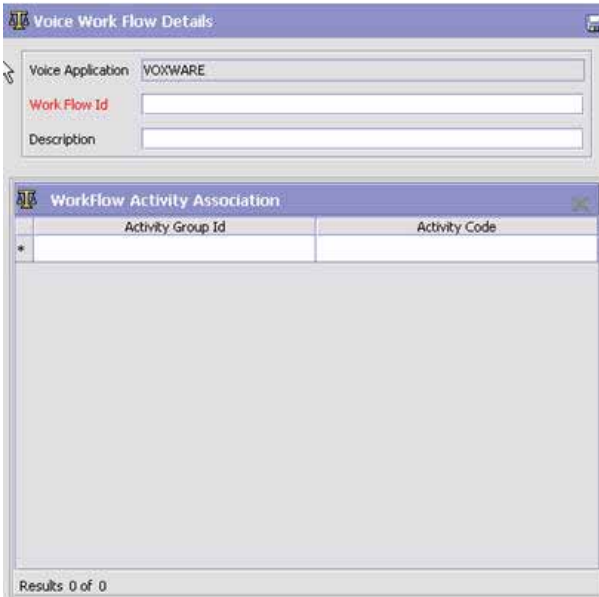 Voice Work Flow Details
Voice Application VOXWARE
Work Flow Id
Description
WorkFlow Activity Association
Activity Group Id Activity Code
*
Results 0 of 0